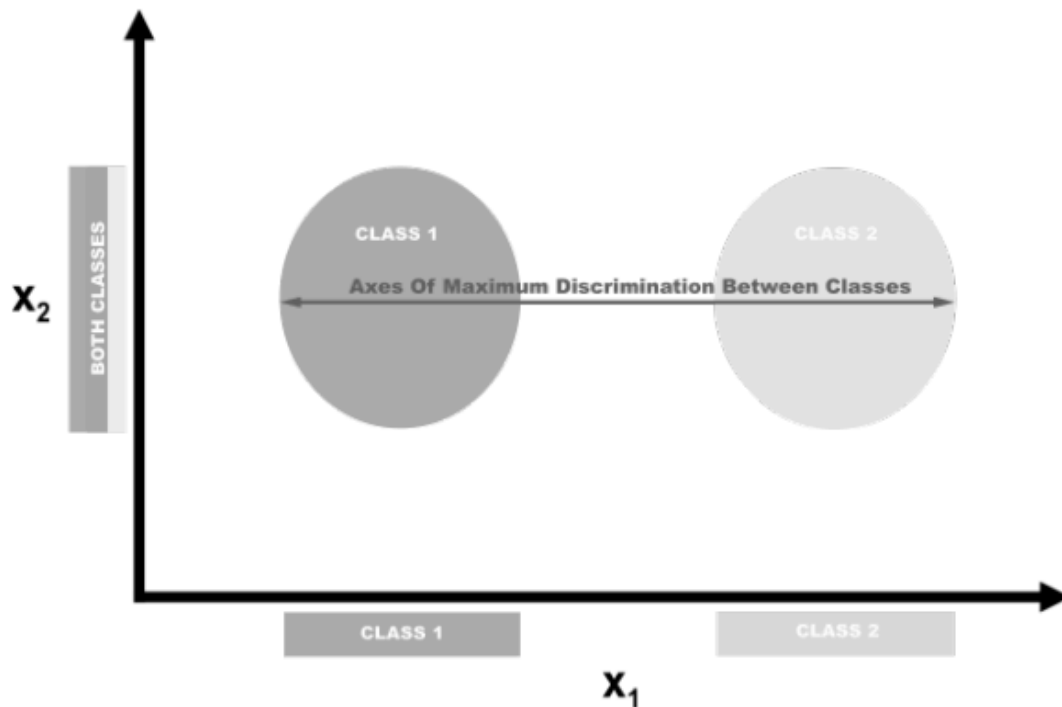 CLASS 1
CLASS 2
Axes Of Maximum Discrimination Between Classes
X2
BOTH CLASSES
CLASS 1
CLASS 2
X1